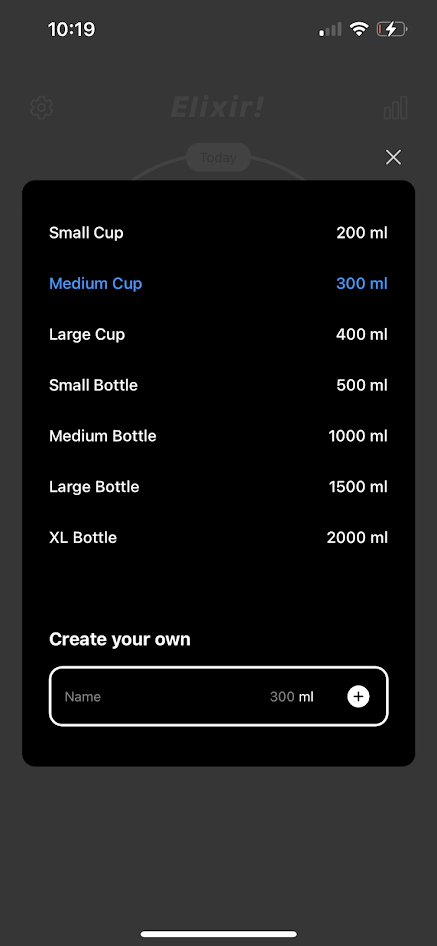 10:19
Elixir!
Today
Small Cup 200 ml
Medium Cup 300 ml
Large Cup 400 ml
Small Bottle 500 ml
Medium Bottle 1000 ml
Large Bottle 1500 ml
XL Bottle 2000 ml
Create your own
Name 300 ml